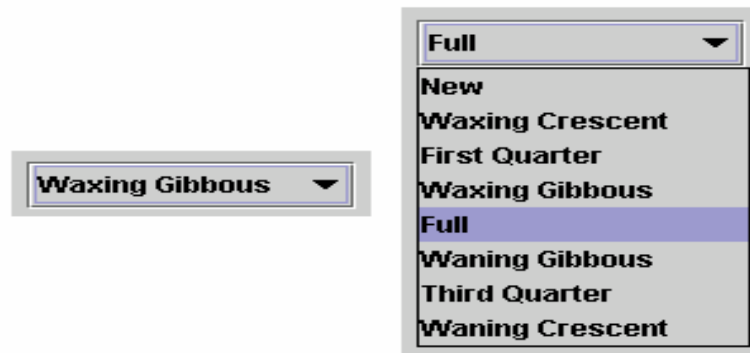 Waxing Gibbous
Full
New
Waxing Crescent
First Quarter
Waxing Gibbous
Full
Waning Gibbous
Third Quarter
Waning Crescent